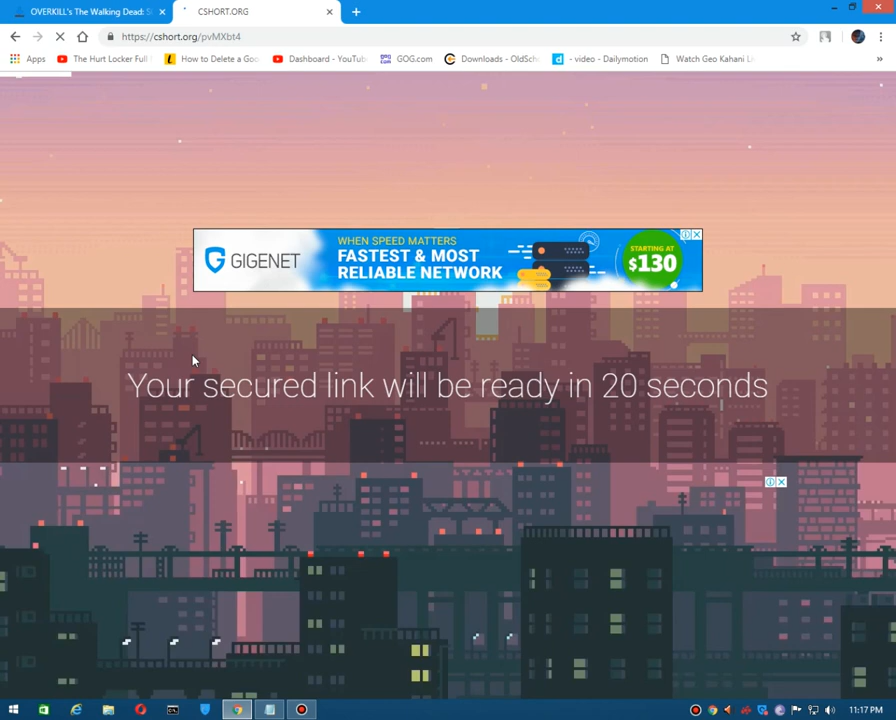 OVERKILL's The Walking Dead: S
CSHORT.ORG
https://cshort.org/pvMXbt4
Apps
The Hurt Locker Full
How to Delete a Goo
Dashboard - YouTub
GOG.com
Downloads - OldSch
- video - Dailymotion
Watch Geo Kahani L
GIGENET
WHEN SPEED MATTERS
FASTEST & MOST
RELIABLE NETWORK
STARTING AT
$130
Your secured link will be ready in 20 seconds
11:17 PM